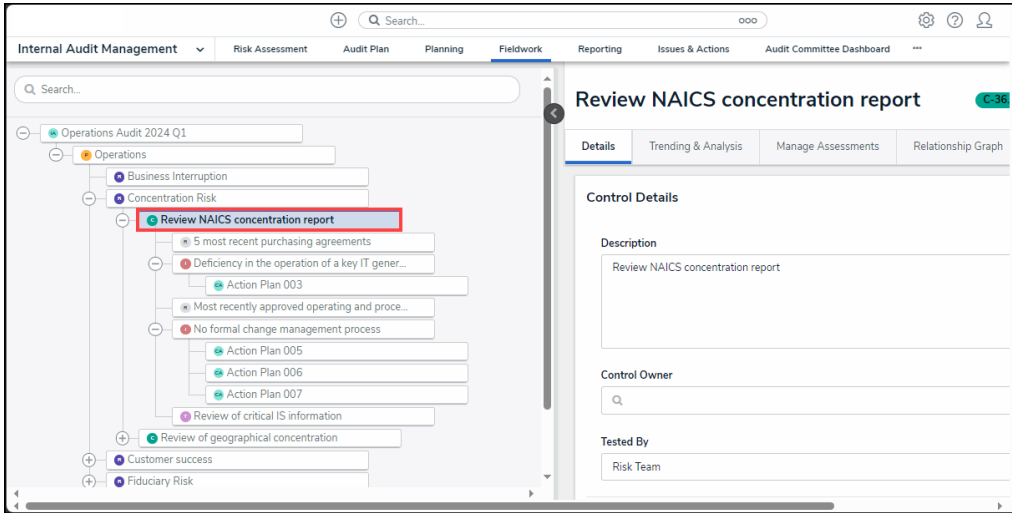 Search...
Internal Audit Management
Risk Assessment
Audit Plan
Planning
Fieldwork
Reporting
Issues & Actions
Audit Committee Dashboard
Search...
Operations Audit 2024 Q1
Operations
Business Interruption
Concentration Risk
Review NAICS concentration report
5 most recent purchasing agreements
Deficiency in the operation of a key IT gener...
Action Plan 003
Most recently approved operating and proce...
No formal change management process
Action Plan 005
Action Plan 006
Action Plan 007
Review of critical IS information
Review of geographical concentration
Customer success
Fiduciary Risk
Review NAICS concentration report
C-36.
Details
Trending & Analysis
Manage Assessments
Relationship Graph
Control Details
Description
Review NAICS concentration report
Control Owner
Tested By
Risk Team